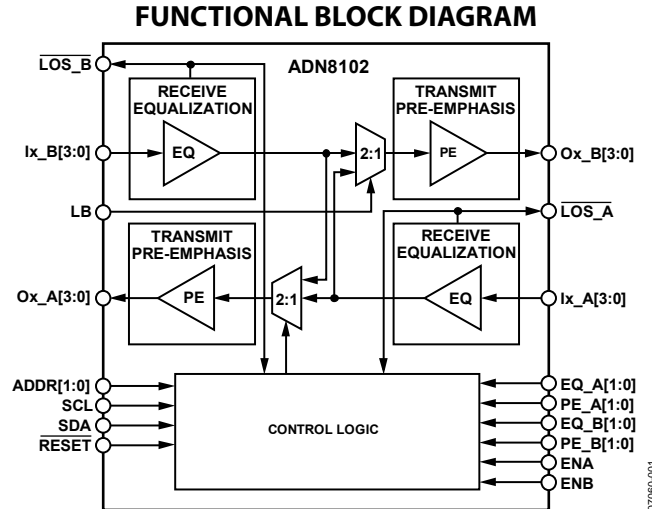 FUNCTIONAL BLOCK DIAGRAM
LOS_B
ADN8102
RECEIVE
EQUALIZATION
TRANSMIT
PRE-EMPHASIS
Ix_B[3:0]
EQ
2:1
PE
Ox_B[3:0]
LB
LOS_A
TRANSMIT
PRE-EMPHASIS
RECEIVE
EQUALIZATION
Ox_A[3:0]
PE
2:1
EQ
Ix_A[3:0]
ADDR[1:0]
SCL
SDA
RESET
CONTROL LOGIC
EQ_A[1:0]
PE_A[1:0]
EQ_B[1:0]
PE_B[1:0]
ENA
ENB
07060-001